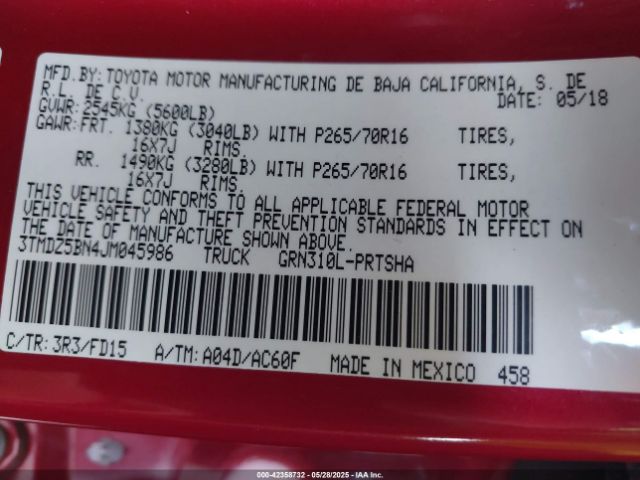 MFD.BY: TOYOTA MOTOR MANUFACTURING DE BAJA CALIFORNIA, S. DE
R.L. DE C.V. DATE: 05/18
GVWR: 2545KG (5600LB)
GAWR: FRT. 1380KG (3040LB) WITH P265/70R16 TIRES,
16X7J RIMS.
RR. 1490KG (3280LB) WITH P265/70R16 TIRES,
16X7J RIMS.
THIS VEHICLE CONFORMS TO ALL APPLICABLE FEDERAL MOTOR
VEHICLE SAFETY AND THEFT PREVENTION STANDARDS IN EFFECT ON
THE DATE OF MANUFACTURE SHOWN ABOVE.
3TMDZ5BN4JM045986 TRUCK GRN310L-PRTSHA
C/TR: 3R3/FD15 A/TM: A04D/AC60F MADE IN MEXICO 458
000-42358732 - 05/28/2025 - IAAI.COM